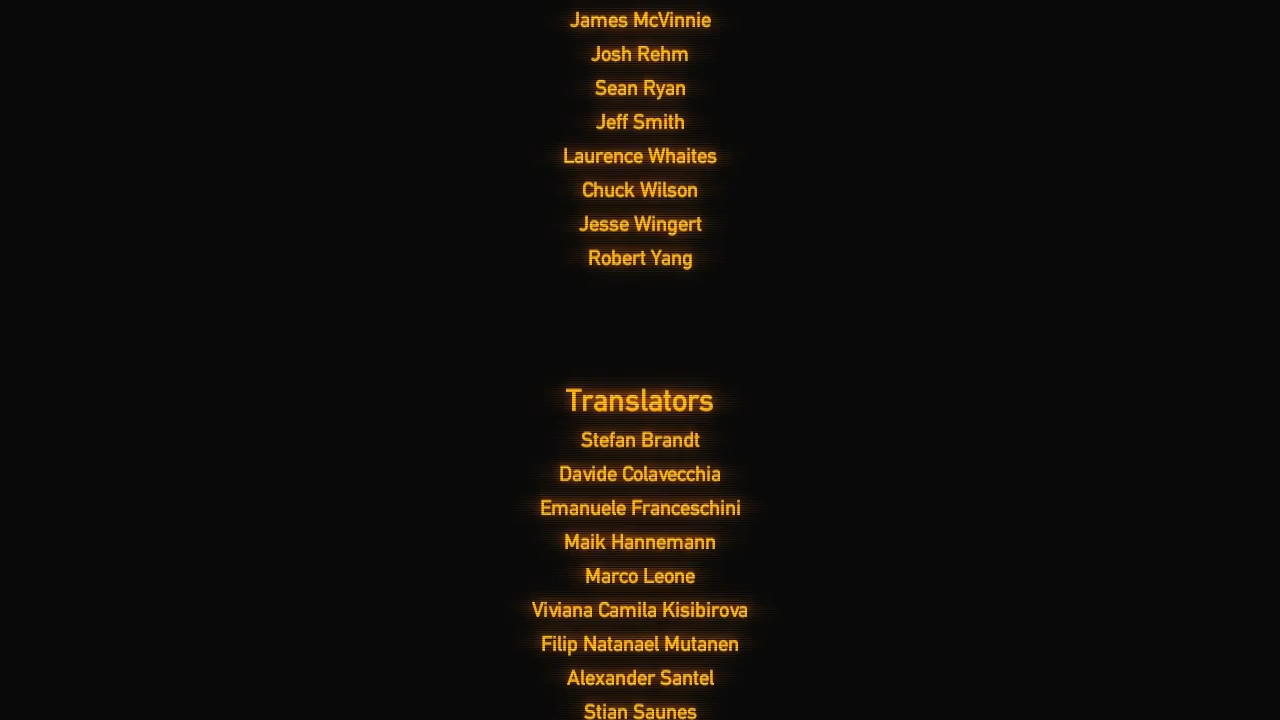 James McVinnie
Josh Rehm
Sean Ryan
Jeff Smith
Laurence Whaites
Chuck Wilson
Jesse Wingert
Robert Yang
Translators
Stefan Brandt
Davide Colavecchia
Emanuele Franceschini
Maik Hannemann
Marco Leone
Viviana Camila Kisibirova
Filip Natanael Mutanen
Alexander Santel
Stian Saunes